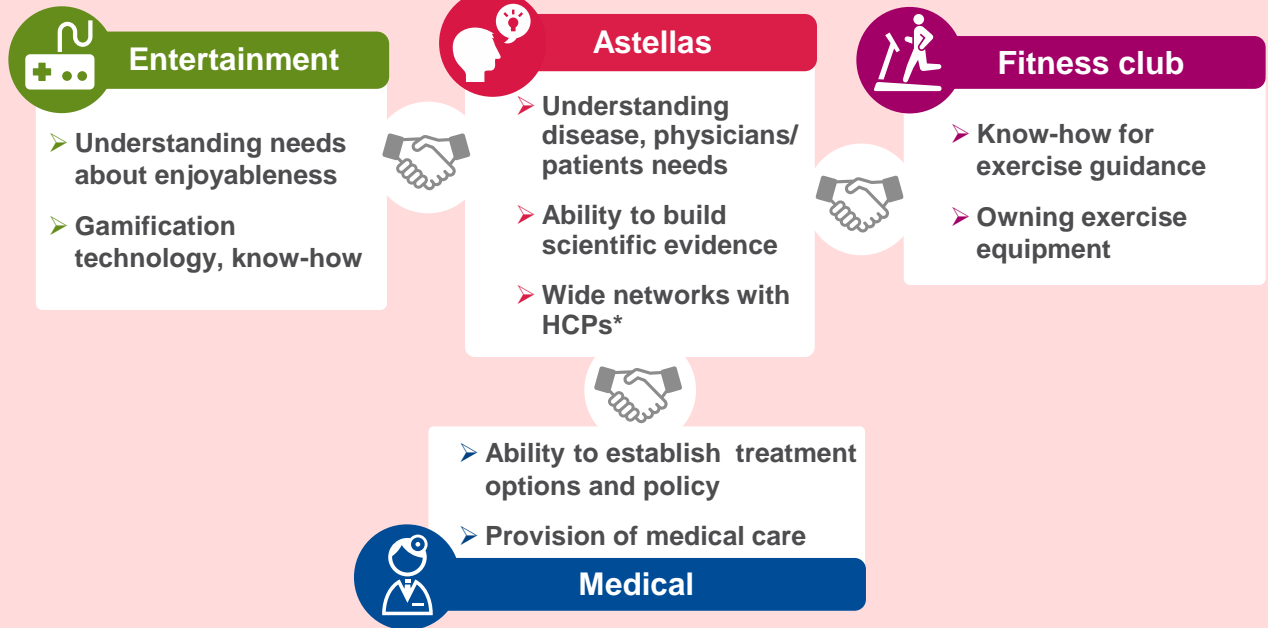 Entertainment
Understanding needs
about enjoyableness
Gamification
technology, know-how
Astellas
Understanding
disease, physicians/
patients needs
Ability to build
scientific evidence
Wide networks with
HCPs*
Fitness club
Know-how for
exercise guidance
Owning exercise
equipment
Ability to establish treatment
options and policy
Provision of medical care
Medical